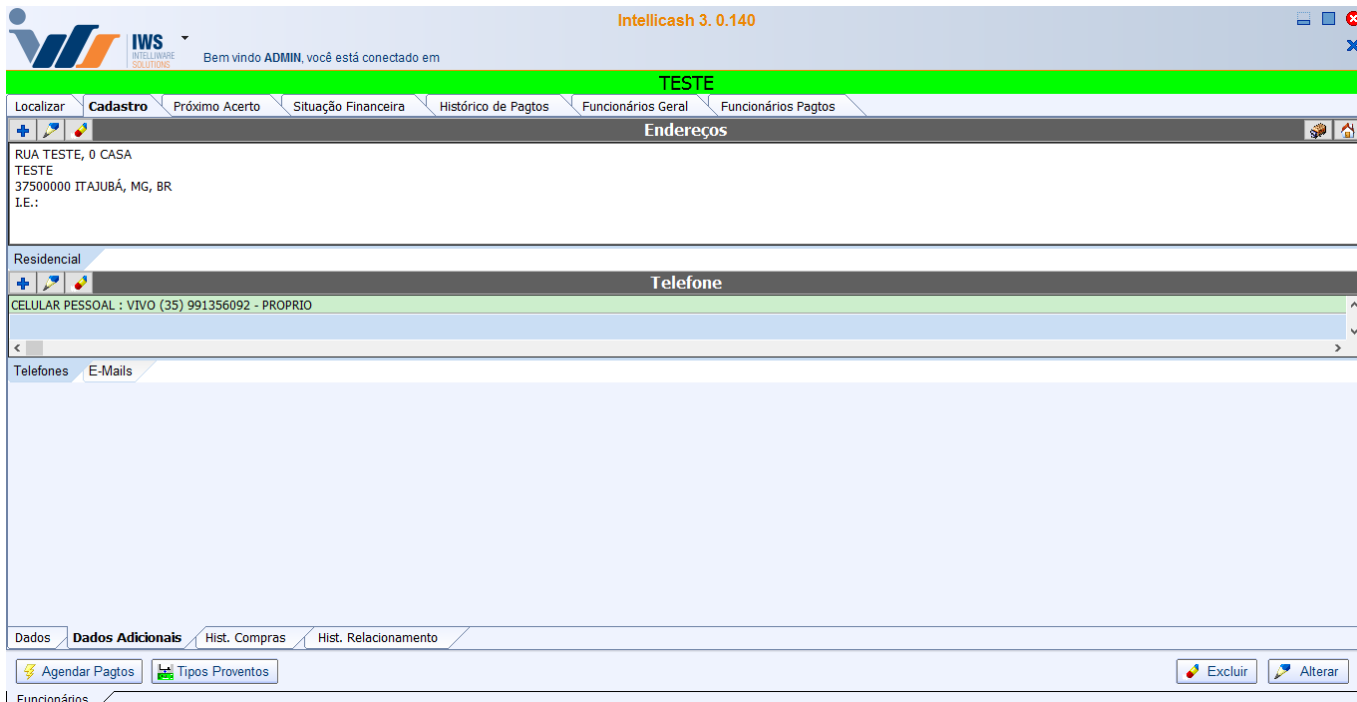 Intellicash 3. 0.140
IWS
INTELLIWARE
SOLUTIONS
Bem vindo ADMIN, você está conectado em
TESTE
Localizar Cadastro Próximo Acerto Situação Financeira Histórico de Pagtos Funcionários Geral Funcionários Pagtos
Endereços
RUA TESTE, 0 CASA
TESTE
37500000 ITAJUBÁ, MG, BR
I.E.:
Residencial
Telefone
CELULAR PESSOAL : VIVO (35) 991356092 - PROPRIO
Telefones E-Mails
Dados Dados Adicionais Hist. Compras Hist. Relacionamento
Agendar Pagtos Tipos Proventos Excluir Alterar
Funcionários